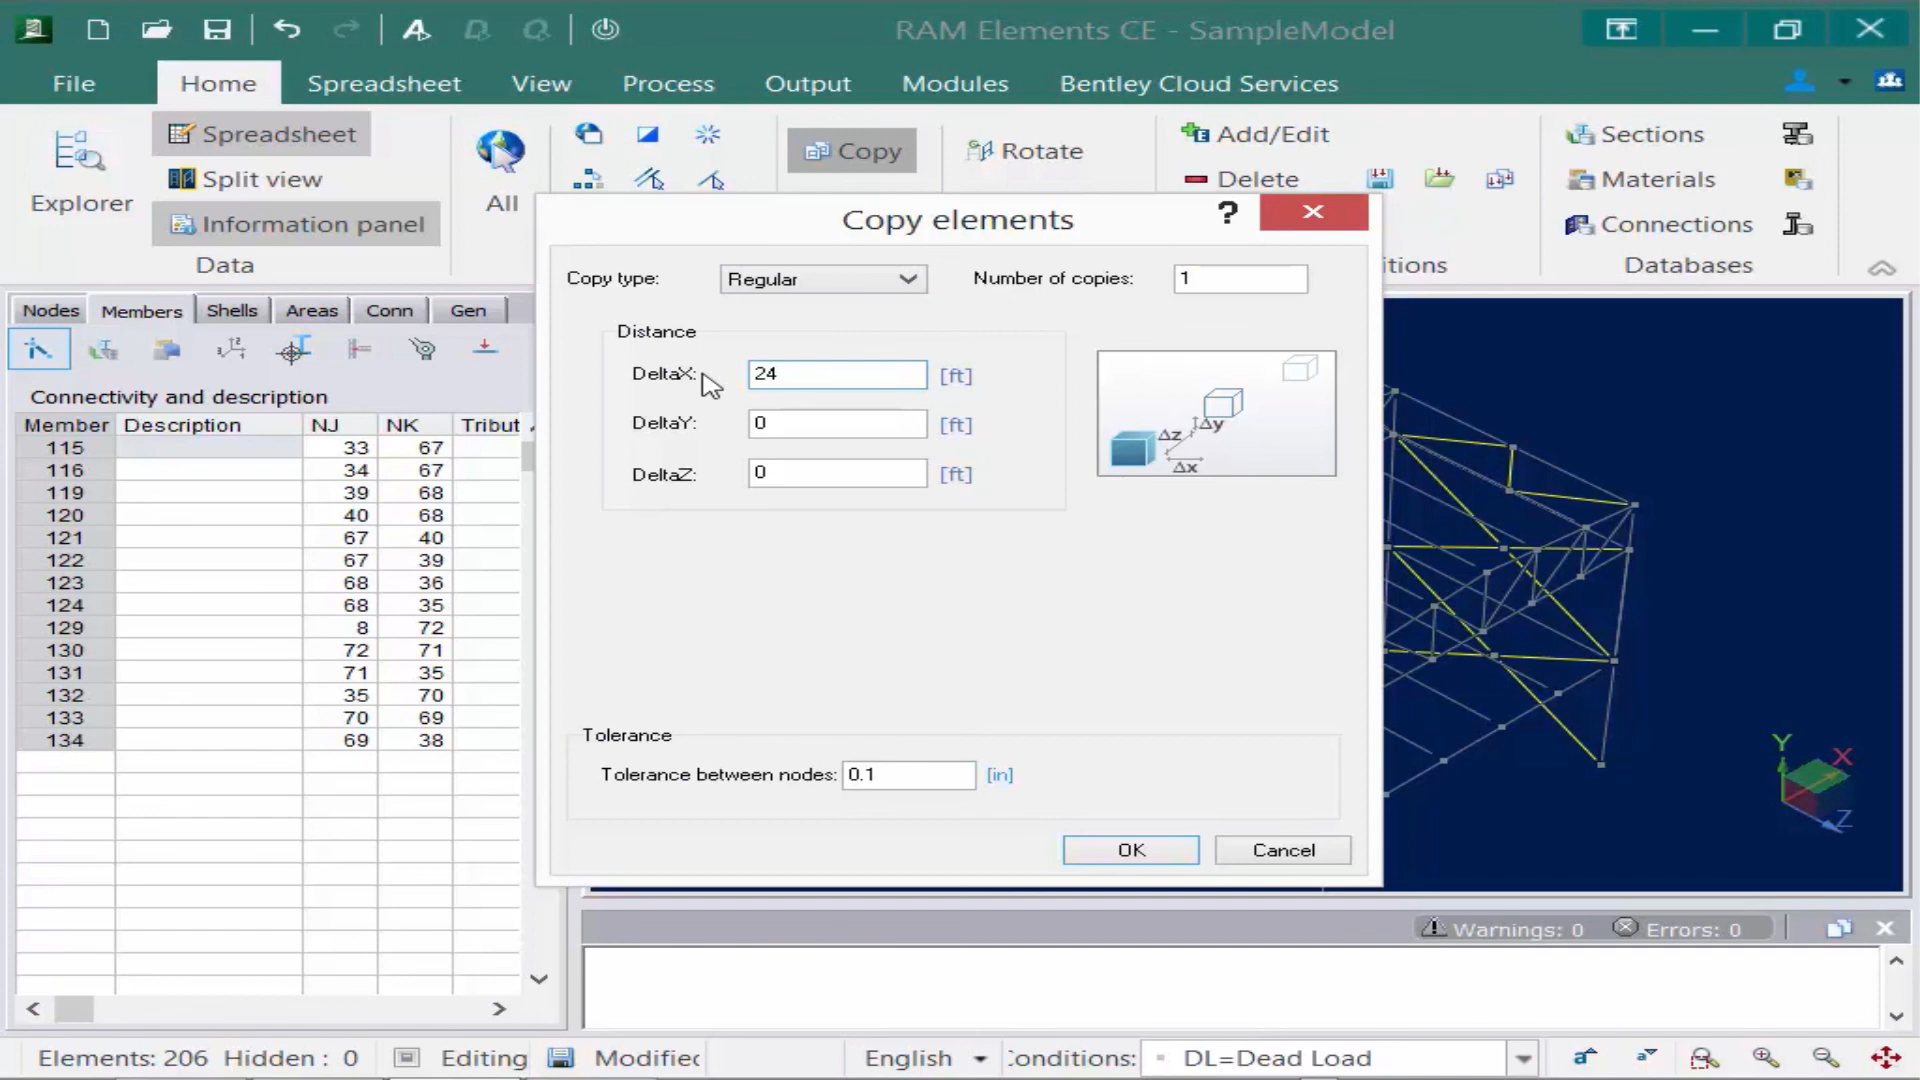 RAM Elements CE - SampleModel
File Home Spreadsheet View Process Output Modules Bentley Cloud Services
Explorer
Spreadsheet
Split view
Information panel
Data
All
Copy
Rotate
Add/Edit
Delete
Sections
Materials
Connections
Databases
Copy elements
?
Copy type: Regular Number of copies: 1
Distance
DeltaX: 24 [ft]
DeltaY: 0 [ft]
DeltaZ: 0 [ft]
Δz Δy
Δx
Tolerance
Tolerance between nodes: 0.1 [in]
OK Cancel
Nodes Members Shells Areas Conn Gen
Connectivity and description
Member Description NJ NK Tribut
115 33 67
116 34 67
119 39 68
120 40 68
121 67 40
122 67 39
123 68 36
124 68 35
129 8 72
130 72 71
131 71 35
132 35 70
133 70 69
134 69 38
Y X
Z
Warnings: 0 Errors: 0
Elements: 206 Hidden : 0 Editing English DL=Dead Load